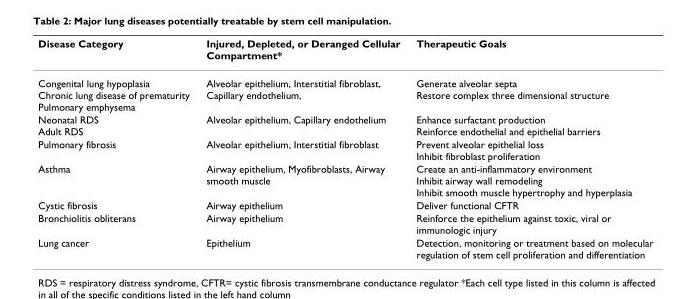 Table 2: Major lung diseases potentially treatable by stem cell manipulation.
Disease Category Injured, Depleted, or Deranged Cellular Compartment* Therapeutic Goals
Congenital lung hypoplasia Alveolar epithelium, Interstitial fibroblast, Generate alveolar septa
Chronic lung disease of prematurity Capillary endothelium, Restore complex three dimensional structure
Pulmonary emphysema
Neonatal RDS Alveolar epithelium, Capillary endothelium Enhance surfactant production
Adult RDS Reinforce endothelial and epithelial barriers
Pulmonary fibrosis Alveolar epithelium, Interstitial fibroblast Prevent alveolar epithelial loss
Inhibit fibroblast proliferation
Asthma Airway epithelium, Myofibroblasts, Airway Create an anti-inflammatory environment
smooth muscle Inhibit airway wall remodeling
Inhibit smooth muscle hypertrophy and hyperplasia
Cystic fibrosis Airway epithelium Deliver functional CFTR
Bronchiolitis obliterans Airway epithelium Reinforce the epithelium against toxic, viral or
immunologic injury
Lung cancer Epithelium Detection, monitoring or treatment based on molecular
regulation of stem cell proliferation and differentiation
RDS = respiratory distress syndrome, CFTR= cystic fibrosis transmembrane conductance regulator *Each cell type listed in this column is affected
in all of the specific conditions listed in the left hand column